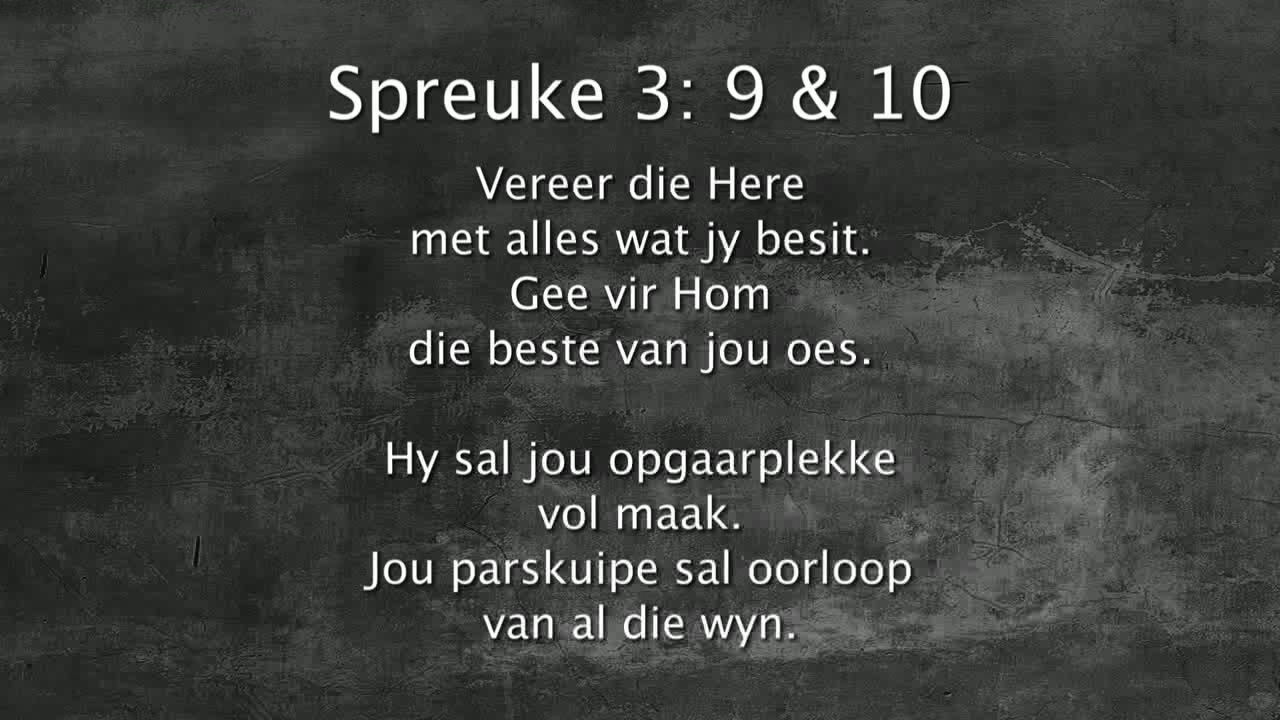 Spreuke 3: 9 & 10
Vereer die Here
met alles wat jy besit.
Gee vir Hom
die beste van jou oes.
Hy sal jou opgaarplekke
vol maak.
Jou parskuipe sal oorloop
van al die wyn.